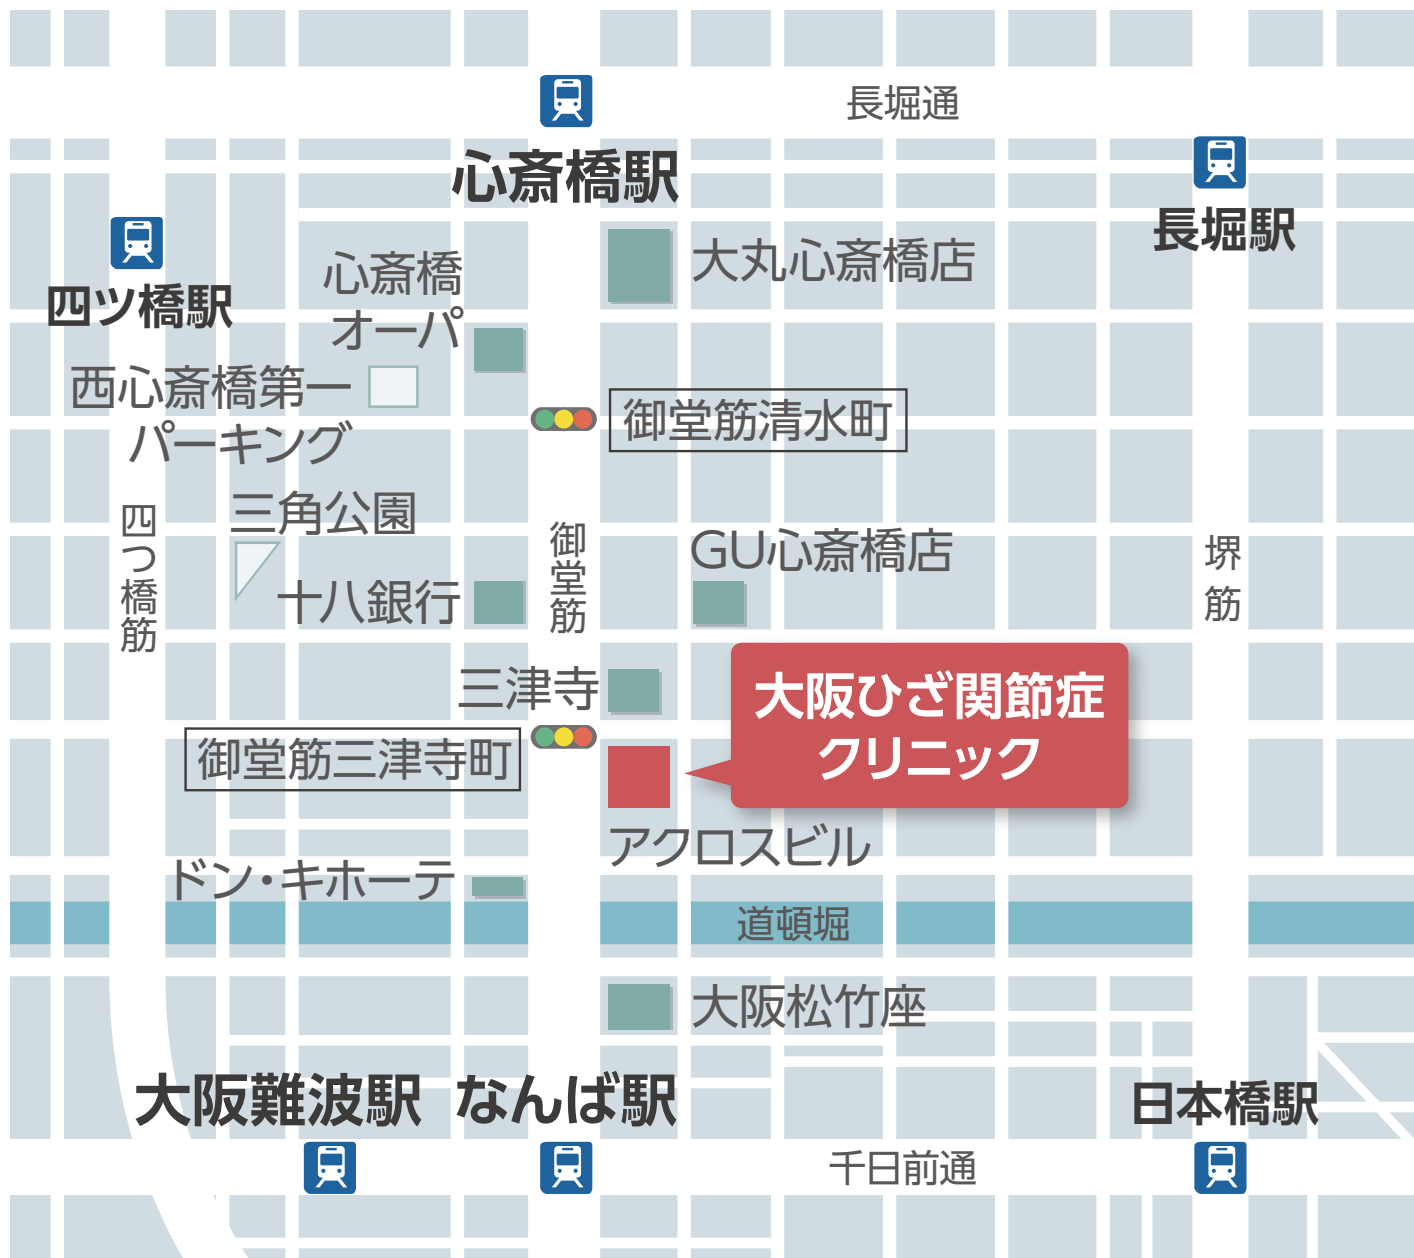 長堀通
心斎橋駅
長堀駅
四ツ橋駅
心斎橋
オーパ
大丸心斎橋店
西心斎橋第一
パーキング
御堂筋清水町
三角公園
四つ橋筋
御堂筋
GU心斎橋店
堺筋
十八銀行
三津寺
大阪ひざ関節症
クリニック
御堂筋三津寺町
アクロスビル
ドン・キホーテ
道頓堀
大阪松竹座
大阪難波駅
なんば駅
日本橋駅
千日前通